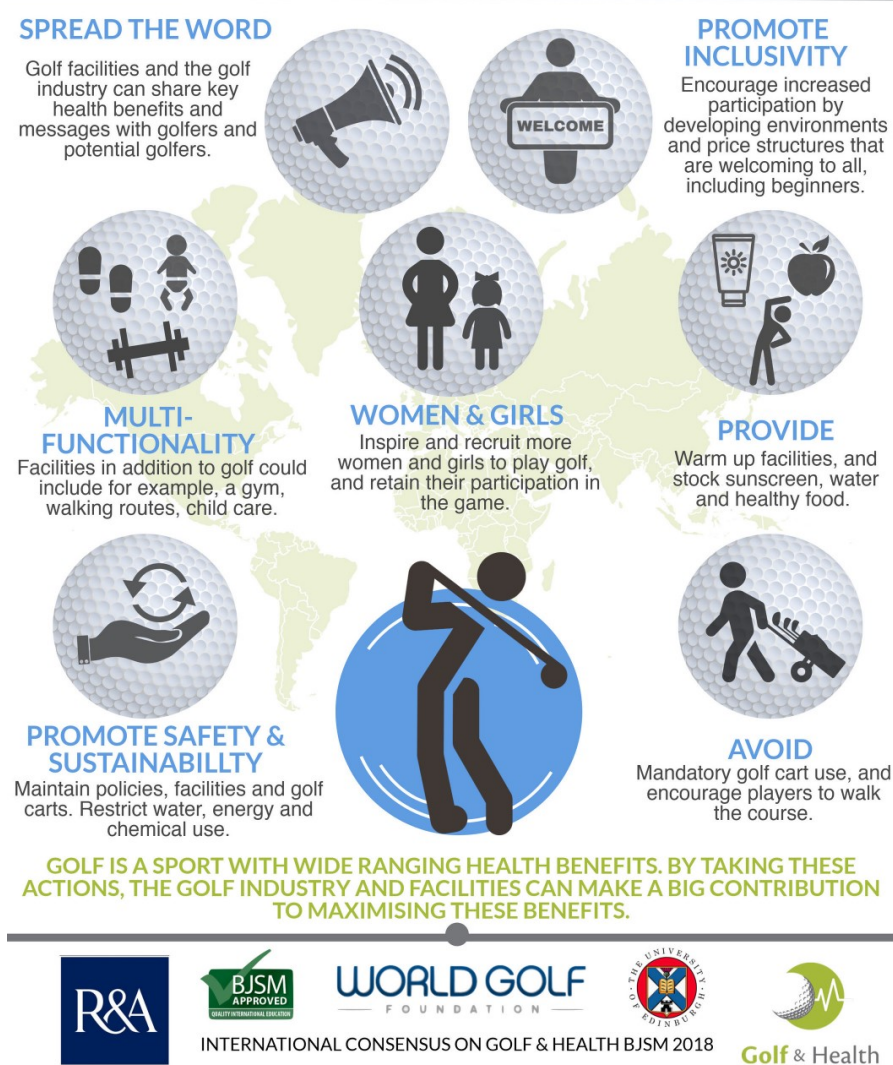 SPREAD THE WORD
Golf facilities and the golf
industry can share key
health benefits and
messages with golfers and
potential golfers.
WELCOME
PROMOTE
INCLUSIVITY
Encourage increased
participation by
developing environments
and price structures that
are welcoming to all,
including beginners.
MULTI-
FUNCTIONALITY
Facilities in addition to golf could
include for example, a gym,
walking routes, child care.
WOMEN & GIRLS
Inspire and recruit more
women and girls to play golf,
and retain their participation in
the game.
PROVIDE
Warm up facilities, and
stock sunscreen, water
and healthy food.
PROMOTE SAFETY &
SUSTAINABILLTY
Maintain policies, facilities and golf
carts. Restrict water, energy and
chemical use.
AVOID
Mandatory golf cart use, and
encourage players to walk
the course.
GOLF IS A SPORT WITH WIDE RANGING HEALTH BENEFITS. BY TAKING THESE
ACTIONS, THE GOLF INDUSTRY AND FACILITIES CAN MAKE A BIG CONTRIBUTION
TO MAXIMISING THESE BENEFITS.
R&A
BJSM
APPROVED
QUALITY INTERNATIONAL EDUCATION
WORLD GOLF
FOUNDATION
THE UNIVERSITY
OF EDINBURGH
INTERNATIONAL CONSENSUS ON GOLF & HEALTH BJSM 2018
Golf & Health